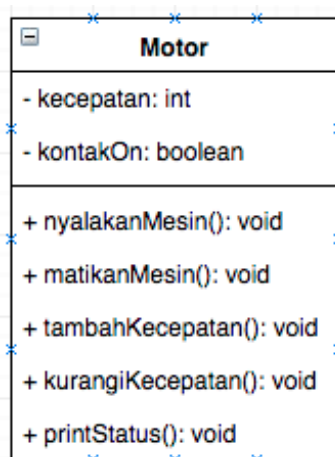 Motor
- kecepatan: int
- kontakOn: boolean
+ nyalakanMesin(): void
+ matikanMesin(): void
+ tambahKecepatan(): void
+ kurangiKecepatan(): void
+ printStatus(): void